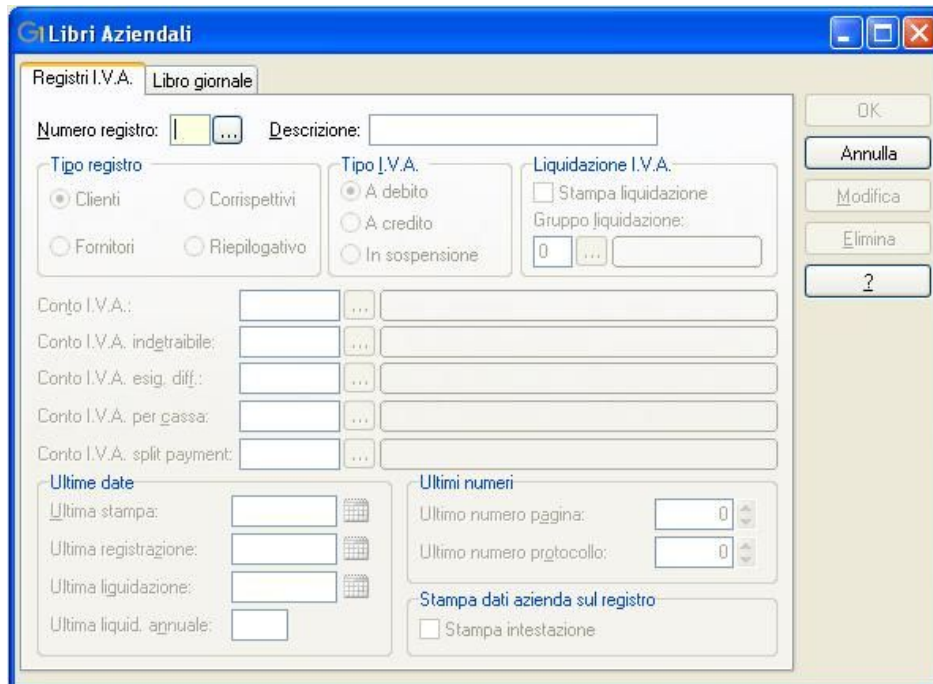 G1 Libri Aziendali
Registri I.V.A. Libro giornale
Numero registro: ... Descrizione:
OK
Annulla
Modifica
Elimina
?
Tipo registro
Clienti Corrispettivi
Fornitori Riepilogativo
Tipo I.V.A.
A debito
A credito
In sospensione
Liquidazione I.V.A.
Stampa liquidazione
Gruppo liquidazione:
0 ...
Conto I.V.A.: ...
Conto I.V.A. indetraibile: ...
Conto I.V.A. esig. diff.: ...
Conto I.V.A. per cassa: ...
Conto I.V.A. split payment: ...
Ultime date
Ultima stampa:
Ultima registrazione:
Ultima liquidazione:
Ultima liquid. annuale:
Ultimi numeri
Ultimo numero pagina: 0
Ultimo numero protocollo: 0
Stampa dati azienda sul registro
Stampa intestazione